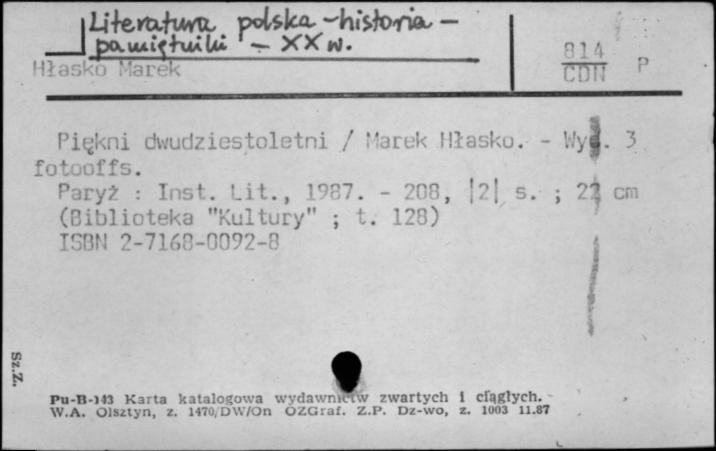 Literatura polska - historia -
pamiętniki - XX w.
814
CDN P
Hłasko Marek
Piękni dwudziestoletni / Marek Hłasko. - Wyd. 3
fotooffs.
Paryż : Inst. Lit., 1987. - 208, |2| s. ; 22 cm
(Biblioteka "Kultury" ; t. 128)
ISBN 2-7168-0092-8
Sz.Z.
Pu-B-143 Karta katalogowa wydawnictw zwartych i ciągłych.
W.A. Olsztyn, z. 1470/DW/On OZGraf. Z.P. Dz-wo, z. 1003 11.87